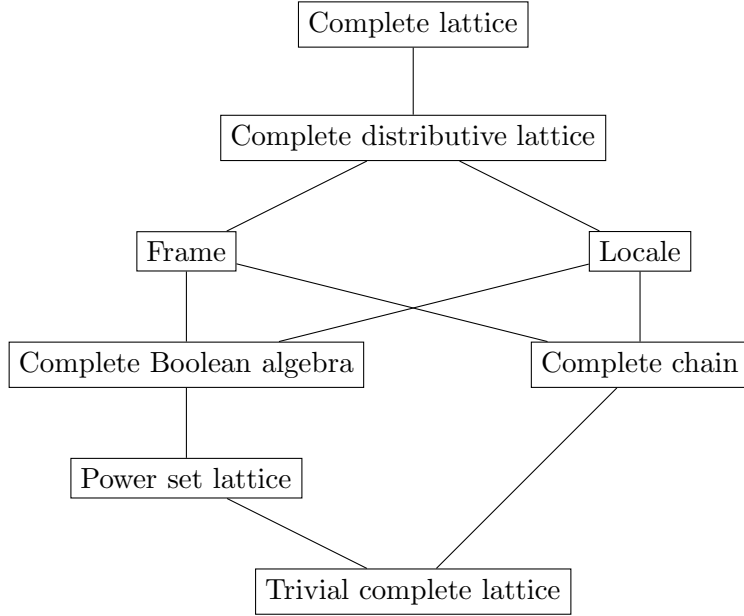 Complete lattice
Complete distributive lattice
Frame
Locale
Complete Boolean algebra
Complete chain
Power set lattice
Trivial complete lattice